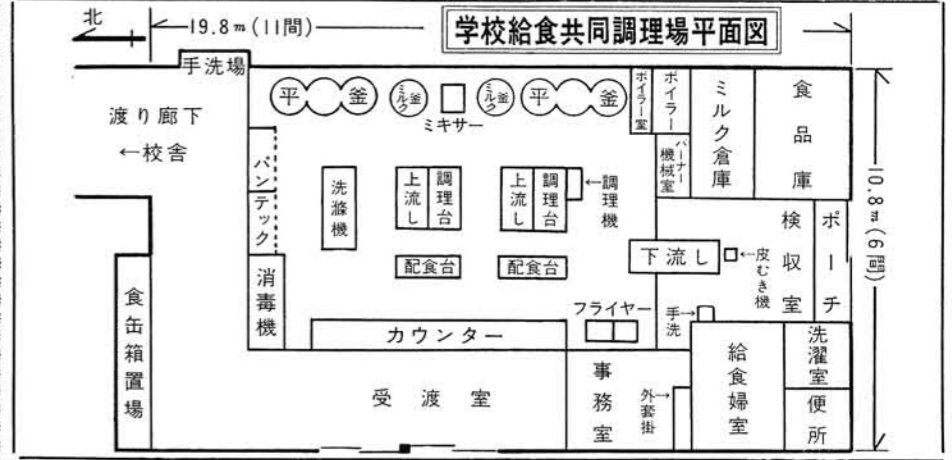 学校給食共同調理場平面図
北
19.8m(11間)
手洗場
渡り廊下
←校舎
平釜
ミルク釜
ミキサー
ミルク釜
平釜
ボイラー室
ボイラー
バーナー機械室
ミルク倉庫
食品庫
10.8m(6間)
パンテック
洗滌機
上流し
調理台
上流し
調理台
←調理機
検収室
ポーチ
下流し
←皮むき機
配食台
配食台
消毒機
食缶箱置場
カウンター
フライヤー
手洗→
給食婦室
洗濯室
便所
受渡室
事務室
外套掛→